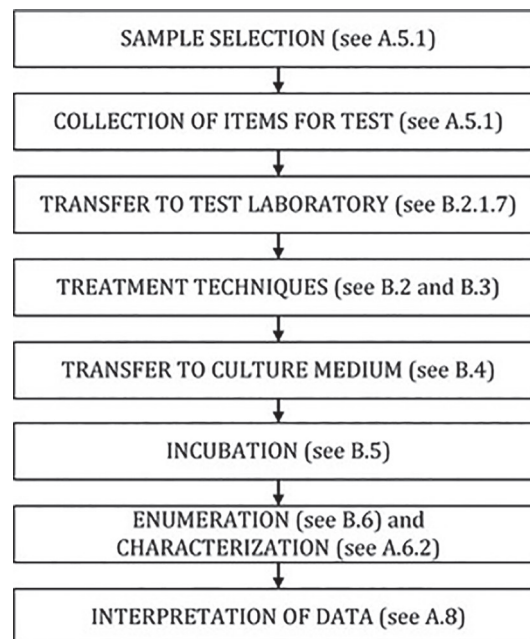 SAMPLE SELECTION (see A.5.1)
COLLECTION OF ITEMS FOR TEST (see A.5.1)
TRANSFER TO TEST LABORATORY (see B.2.1.7)
TREATMENT TECHNIQUES (see B.2 and B.3)
TRANSFER TO CULTURE MEDIUM (see B.4)
INCUBATION (see B.5)
ENUMERATION (see B.6) and
CHARACTERIZATION (see A.6.2)
INTERPRETATION OF DATA (see A.8)